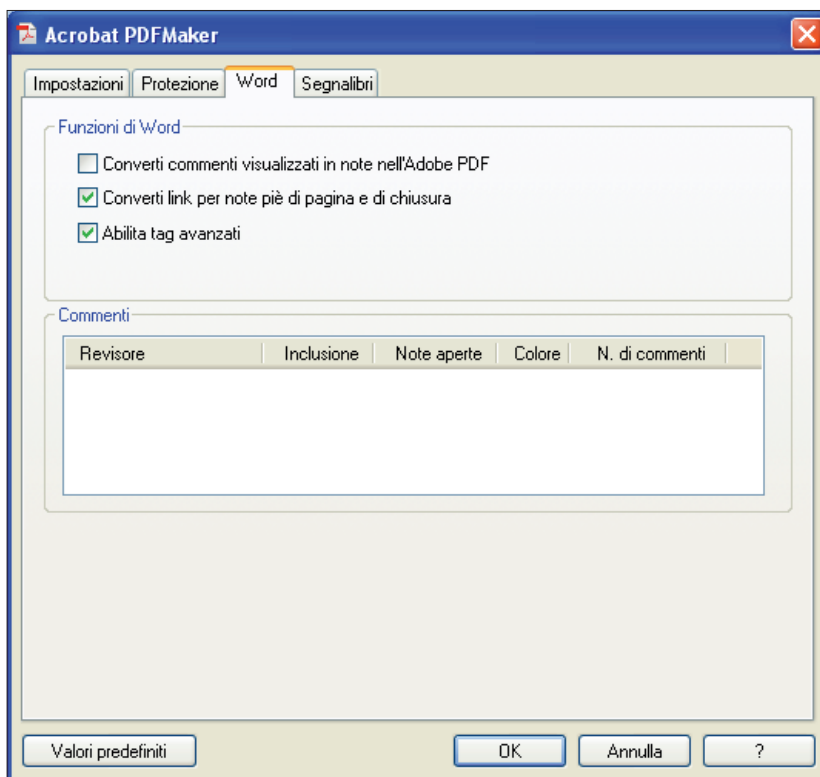 Acrobat PDFMaker
Impostazioni Protezione Word Segnalibri
Funzioni di Word
Converti commenti visualizzati in note nell'Adobe PDF
Converti link per note piè di pagina e di chiusura
Abilita tag avanzati
Commenti
Revisore Inclusione Note aperte Colore N. di commenti
Valori predefiniti OK Annulla ?